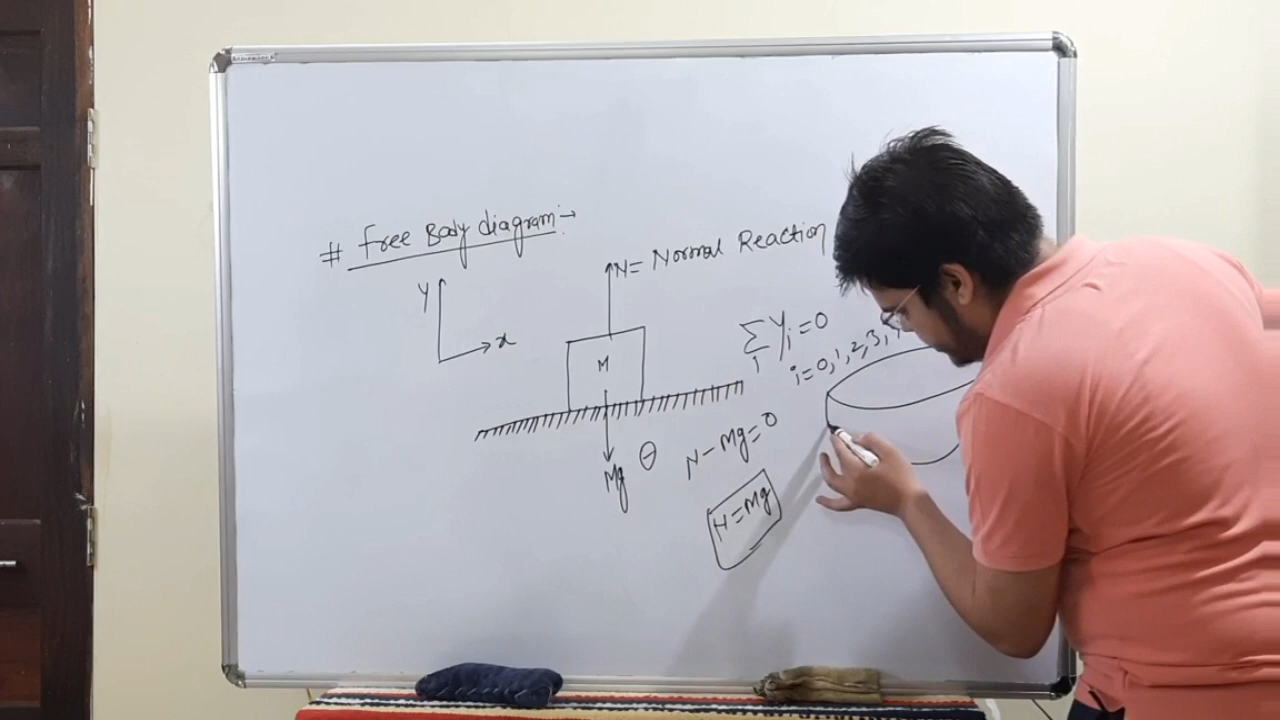 # Free Body diagram:→
N= Normal Reaction
y
x
M
Mg
θ
∑ Yi = 0
i
i=0,1,2,3,
N-Mg=0
N=Mg